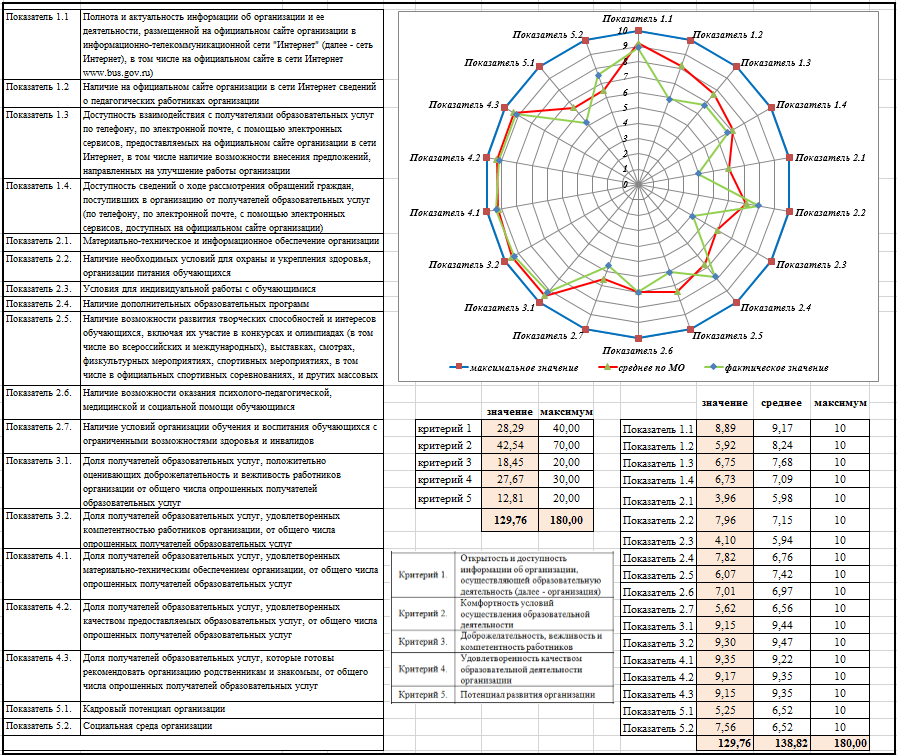 Показатель 1.1 Полнота и актуальность информации об организации и ее
деятельности, размещенной на официальном сайте организации в
информационно-телекоммуникационной сети "Интернет" (далее - сеть
Интернет), в том числе на официальном сайте в сети Интернет
www.bus.gov.ru)
Показатель 1.2 Наличие на официальном сайте организации в сети Интернет сведений
о педагогических работниках организации
Показатель 1.3 Доступность взаимодействия с получателями образовательных услуг
по телефону, по электронной почте, с помощью электронных
сервисов, предоставляемых на официальном сайте организации в сети
Интернет, в том числе наличие возможности внесения предложений,
направленных на улучшение работы организации
Показатель 1.4. Доступность сведений о ходе рассмотрения обращений граждан,
поступивших в организацию от получателей образовательных услуг
(по телефону, по электронной почте, с помощью электронных
сервисов, доступных на официальном сайте организации)
Показатель 2.1. Материально-техническое и информационное обеспечение организации
Показатель 2.2. Наличие необходимых условий для охраны и укрепления здоровья,
организации питания обучающихся
Показатель 2.3. Условия для индивидуальной работы с обучающимися
Показатель 2.4. Наличие дополнительных образовательных программ
Показатель 2.5. Наличие возможности развития творческих способностей и интересов
обучающихся, включая их участие в конкурсах и олимпиадах (в том
числе во всероссийских и международных), выставках, смотрах,
физкультурных мероприятиях, спортивных мероприятиях, в том
числе в официальных спортивных соревнованиях, и других массовых
Показатель 2.6. Наличие возможности оказания психолого-педагогической,
медицинской и социальной помощи обучающимся
Показатель 2.7. Наличие условий организации обучения и воспитания обучающихся с
ограниченными возможностями здоровья и инвалидов
Показатель 3.1. Доля получателей образовательных услуг, положительно
оценивающих доброжелательность и вежливость работников
организации от общего числа опрошенных получателей
образовательных услуг
Показатель 3.2. Доля получателей образовательных услуг, удовлетворенных
компетентностью работников организации, от общего числа
опрошенных получателей образовательных услуг
Показатель 4.1. Доля получателей образовательных услуг, удовлетворенных
материально-техническим обеспечением организации, от общего числа
опрошенных получателей образовательных услуг
Показатель 4.2. Доля получателей образовательных услуг, удовлетворенных
качеством предоставляемых образовательных услуг, от общего числа
опрошенных получателей образовательных услуг
Показатель 4.3. Доля получателей образовательных услуг, которые готовы
рекомендовать организацию родственникам и знакомым, от общего
числа опрошенных получателей образовательных услуг
Показатель 5.1. Кадровый потенциал организации
Показатель 5.2. Социальная среда организации
Показатель 1.1
Показатель 1.2
Показатель 1.3
Показатель 1.4
Показатель 2.1
Показатель 2.2
Показатель 2.3
Показатель 2.4
Показатель 2.5
Показатель 2.6
Показатель 2.7
Показатель 3.1
Показатель 3.2
Показатель 4.1
Показатель 4.2
Показатель 4.3
Показатель 5.1
Показатель 5.2
10
9
8
7
6
5
4
3
2
1
0
максимальное значение среднее по МО фактическое значение
значение максимум
критерий 1 28,29 40,00
критерий 2 42,54 70,00
критерий 3 18,45 20,00
критерий 4 27,67 30,00
критерий 5 12,81 20,00
129,76 180,00
Критерий 1. Открытость и доступность
информации об организации,
осуществляющей образовательную
деятельность (далее - организация)
Критерий 2. Комфортность условий
осуществления образовательной
деятельности
Критерий 3. Доброжелательность, вежливость и
компетентность работников
Критерий 4. Удовлетворенность качеством
образовательной деятельности
организации
Критерий 5. Потенциал развития организации
значение среднее максимум
Показатель 1.1 8,89 9,17 10
Показатель 1.2 5,92 8,24 10
Показатель 1.3 6,75 7,68 10
Показатель 1.4 6,73 7,09 10
Показатель 2.1 3,96 5,98 10
Показатель 2.2 7,96 7,15 10
Показатель 2.3 4,10 5,94 10
Показатель 2.4 7,82 6,76 10
Показатель 2.5 6,07 7,42 10
Показатель 2.6 7,01 6,97 10
Показатель 2.7 5,62 6,56 10
Показатель 3.1 9,15 9,44 10
Показатель 3.2 9,30 9,47 10
Показатель 4.1 9,35 9,22 10
Показатель 4.2 9,17 9,35 10
Показатель 4.3 9,15 9,35 10
Показатель 5.1 5,25 6,52 10
Показатель 5.2 7,56 6,52 10
129,76 138,82 180,00